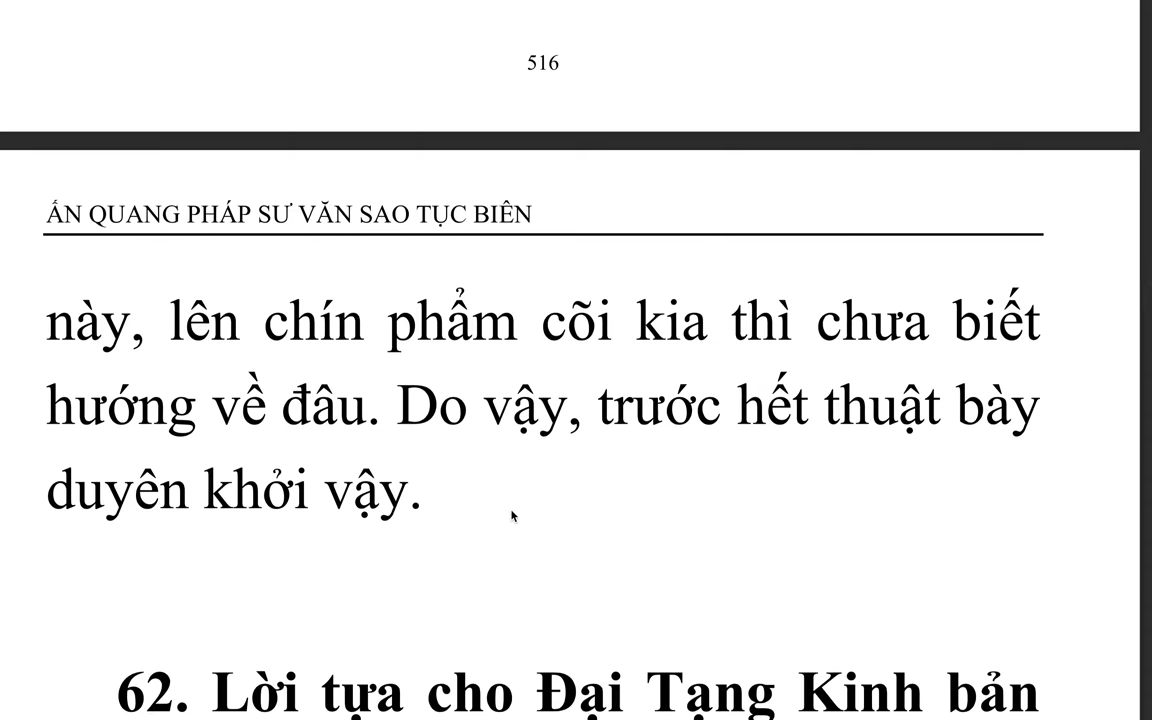 516
ẤN QUANG PHÁP SƯ VĂN SAO TỤC BIÊN
này, lên chín phẩm cõi kia thì chưa biết
hướng về đâu. Do vậy, trước hết thuật bày
duyên khởi vậy.
62. Lời tựa cho Đại Tạng Kinh bản